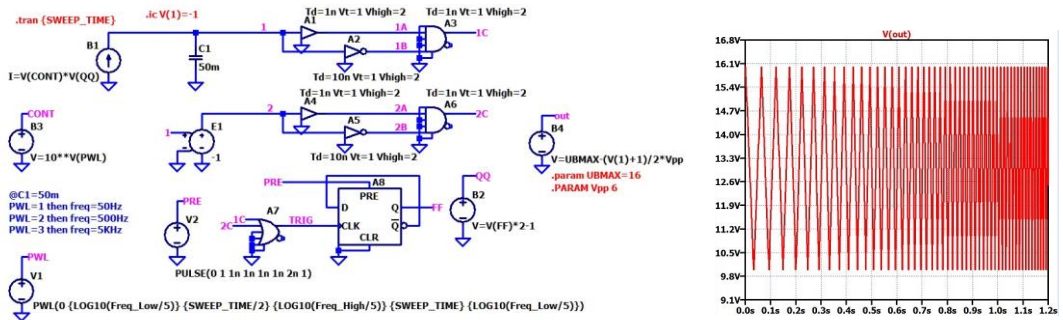 .tran {SWEEP_TIME}
.ic V(1)=-1
Td=1n Vt=1 Vhigh=2
Td=1n Vt=1 Vhigh=2
A1
A3
1
1A
1C
B1
C1
50m
A2
1B
I=V(CONT)*V(QQ)
Td=10n Vt=1 Vhigh=2
Td=1n Vt=1 Vhigh=2
Td=1n Vt=1 Vhigh=2
CONT
A4
A6
2
2A
2C
out
B3
1
E1
A5
2B
B4
V=10**V(PWL)
-1
Td=10n Vt=1 Vhigh=2
V=UBMAX-(V(1)+1)/2*Vpp
.param UBMAX=16
.PARAM Vpp 6
@C1=50m
PWL=1 then freq=50Hz
PWL=2 then freq=500Hz
PWL=3 then freq=5KHz
PRE
A8
PRE
QQ
PRE
A7
D
Q
FF
B2
V2
1C
2C
TRIG
CLK
Q
V=V(FF)*2-1
CLR
PWL
PULSE(0 1 1n 1n 1n 1n 2n 1)
V1
PWL(0 {LOG10(Freq_Low/5)} {SWEEP_TIME/2} {LOG10(Freq_High/5)} {SWEEP_TIME} {LOG10(Freq_Low/5)})
V(out)
16.8V
16.1V
15.4V
14.7V
14.0V
13.3V
12.6V
11.9V
11.2V
10.5V
9.8V
9.1V
0.0s 0.1s 0.2s 0.3s 0.4s 0.5s 0.6s 0.7s 0.8s 0.9s 1.0s 1.1s 1.2s